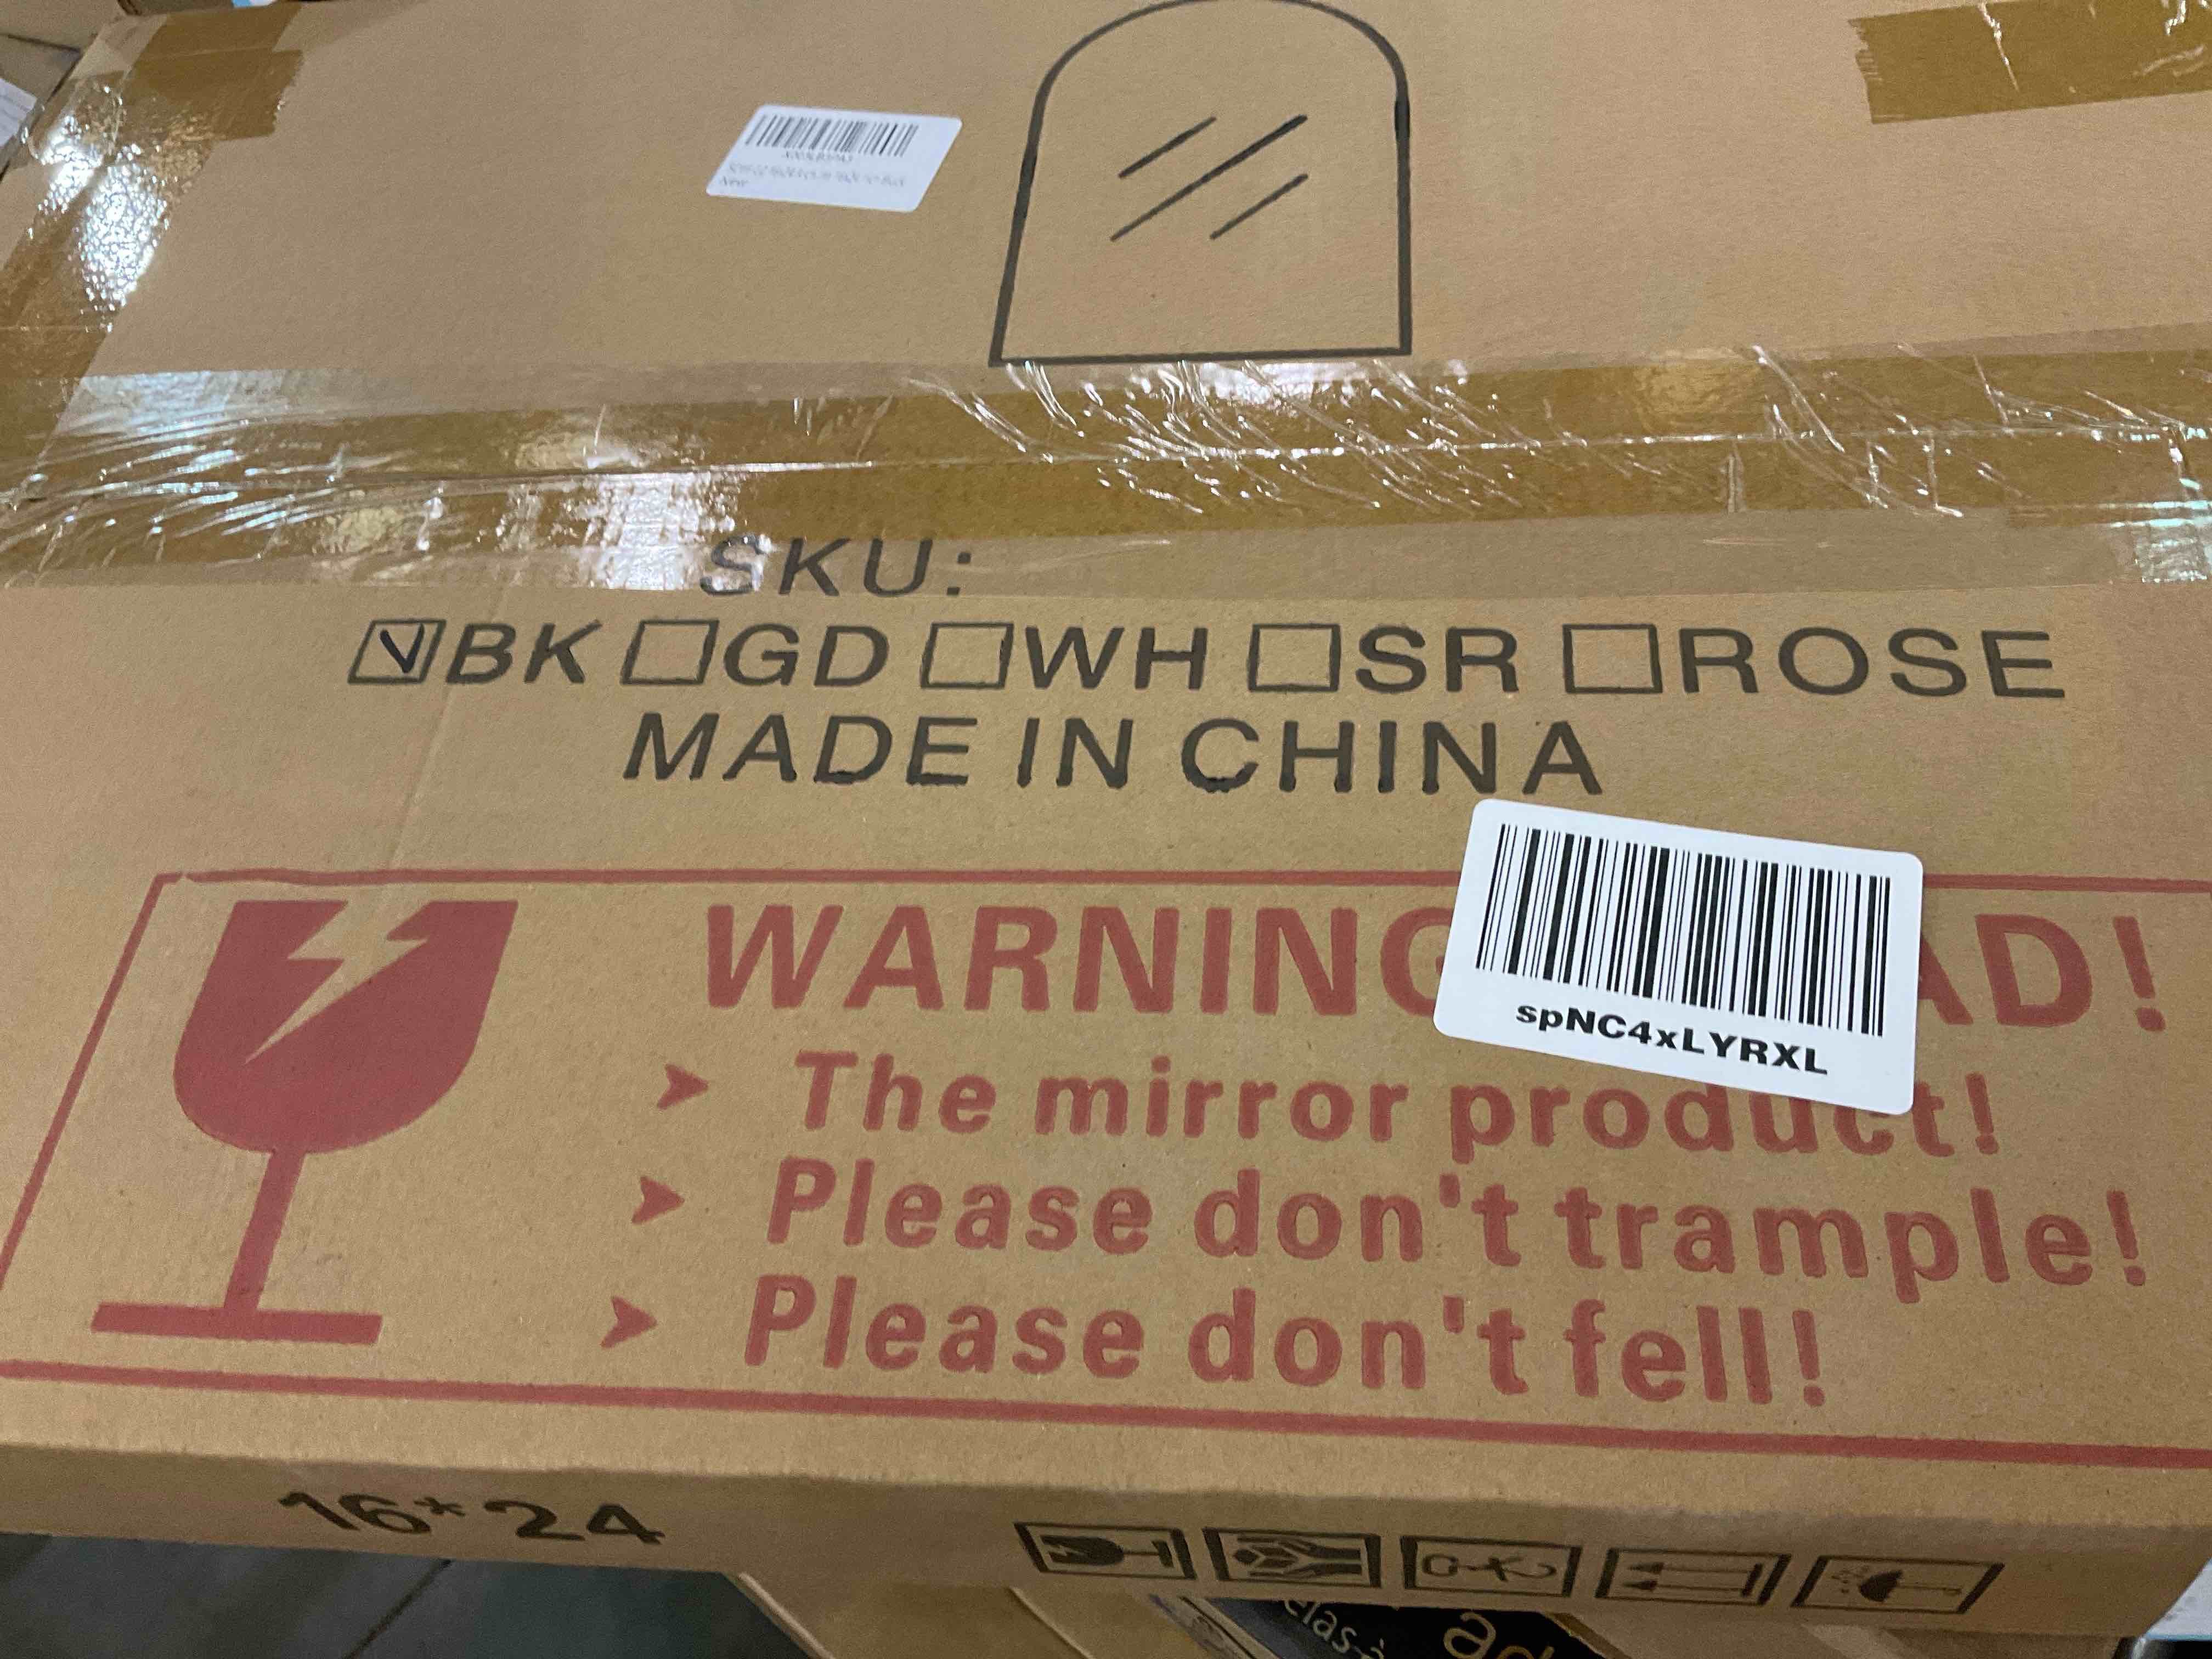 New
SKU:
BK GD WH SR ROSE
MADE IN CHINA
WARNING AD!
spNC4xLYRXL
The mirror product!
Please don't trample!
Please don't fell!
16*24